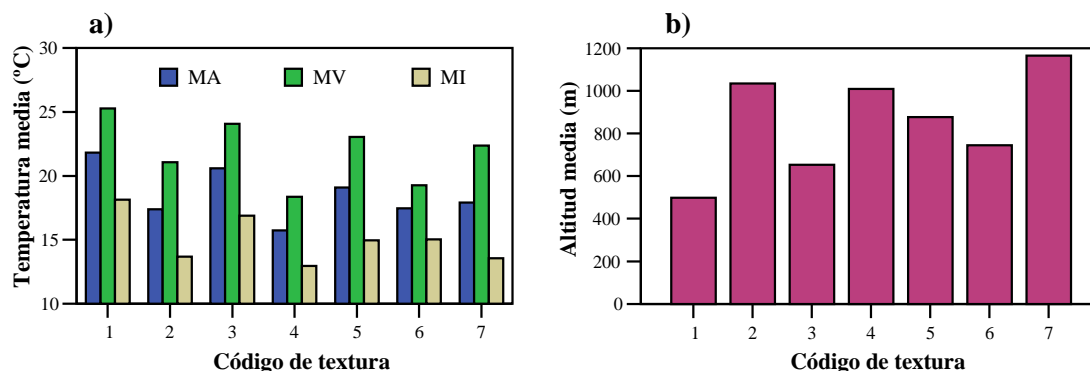 a)
Temperatura media (ºC)
30
25
20
15
10
MA MV MI
1 2 3 4 5 6 7
Código de textura
b)
Altitud media (m)
1200
1000
800
600
400
200
0
1 2 3 4 5 6 7
Código de textura